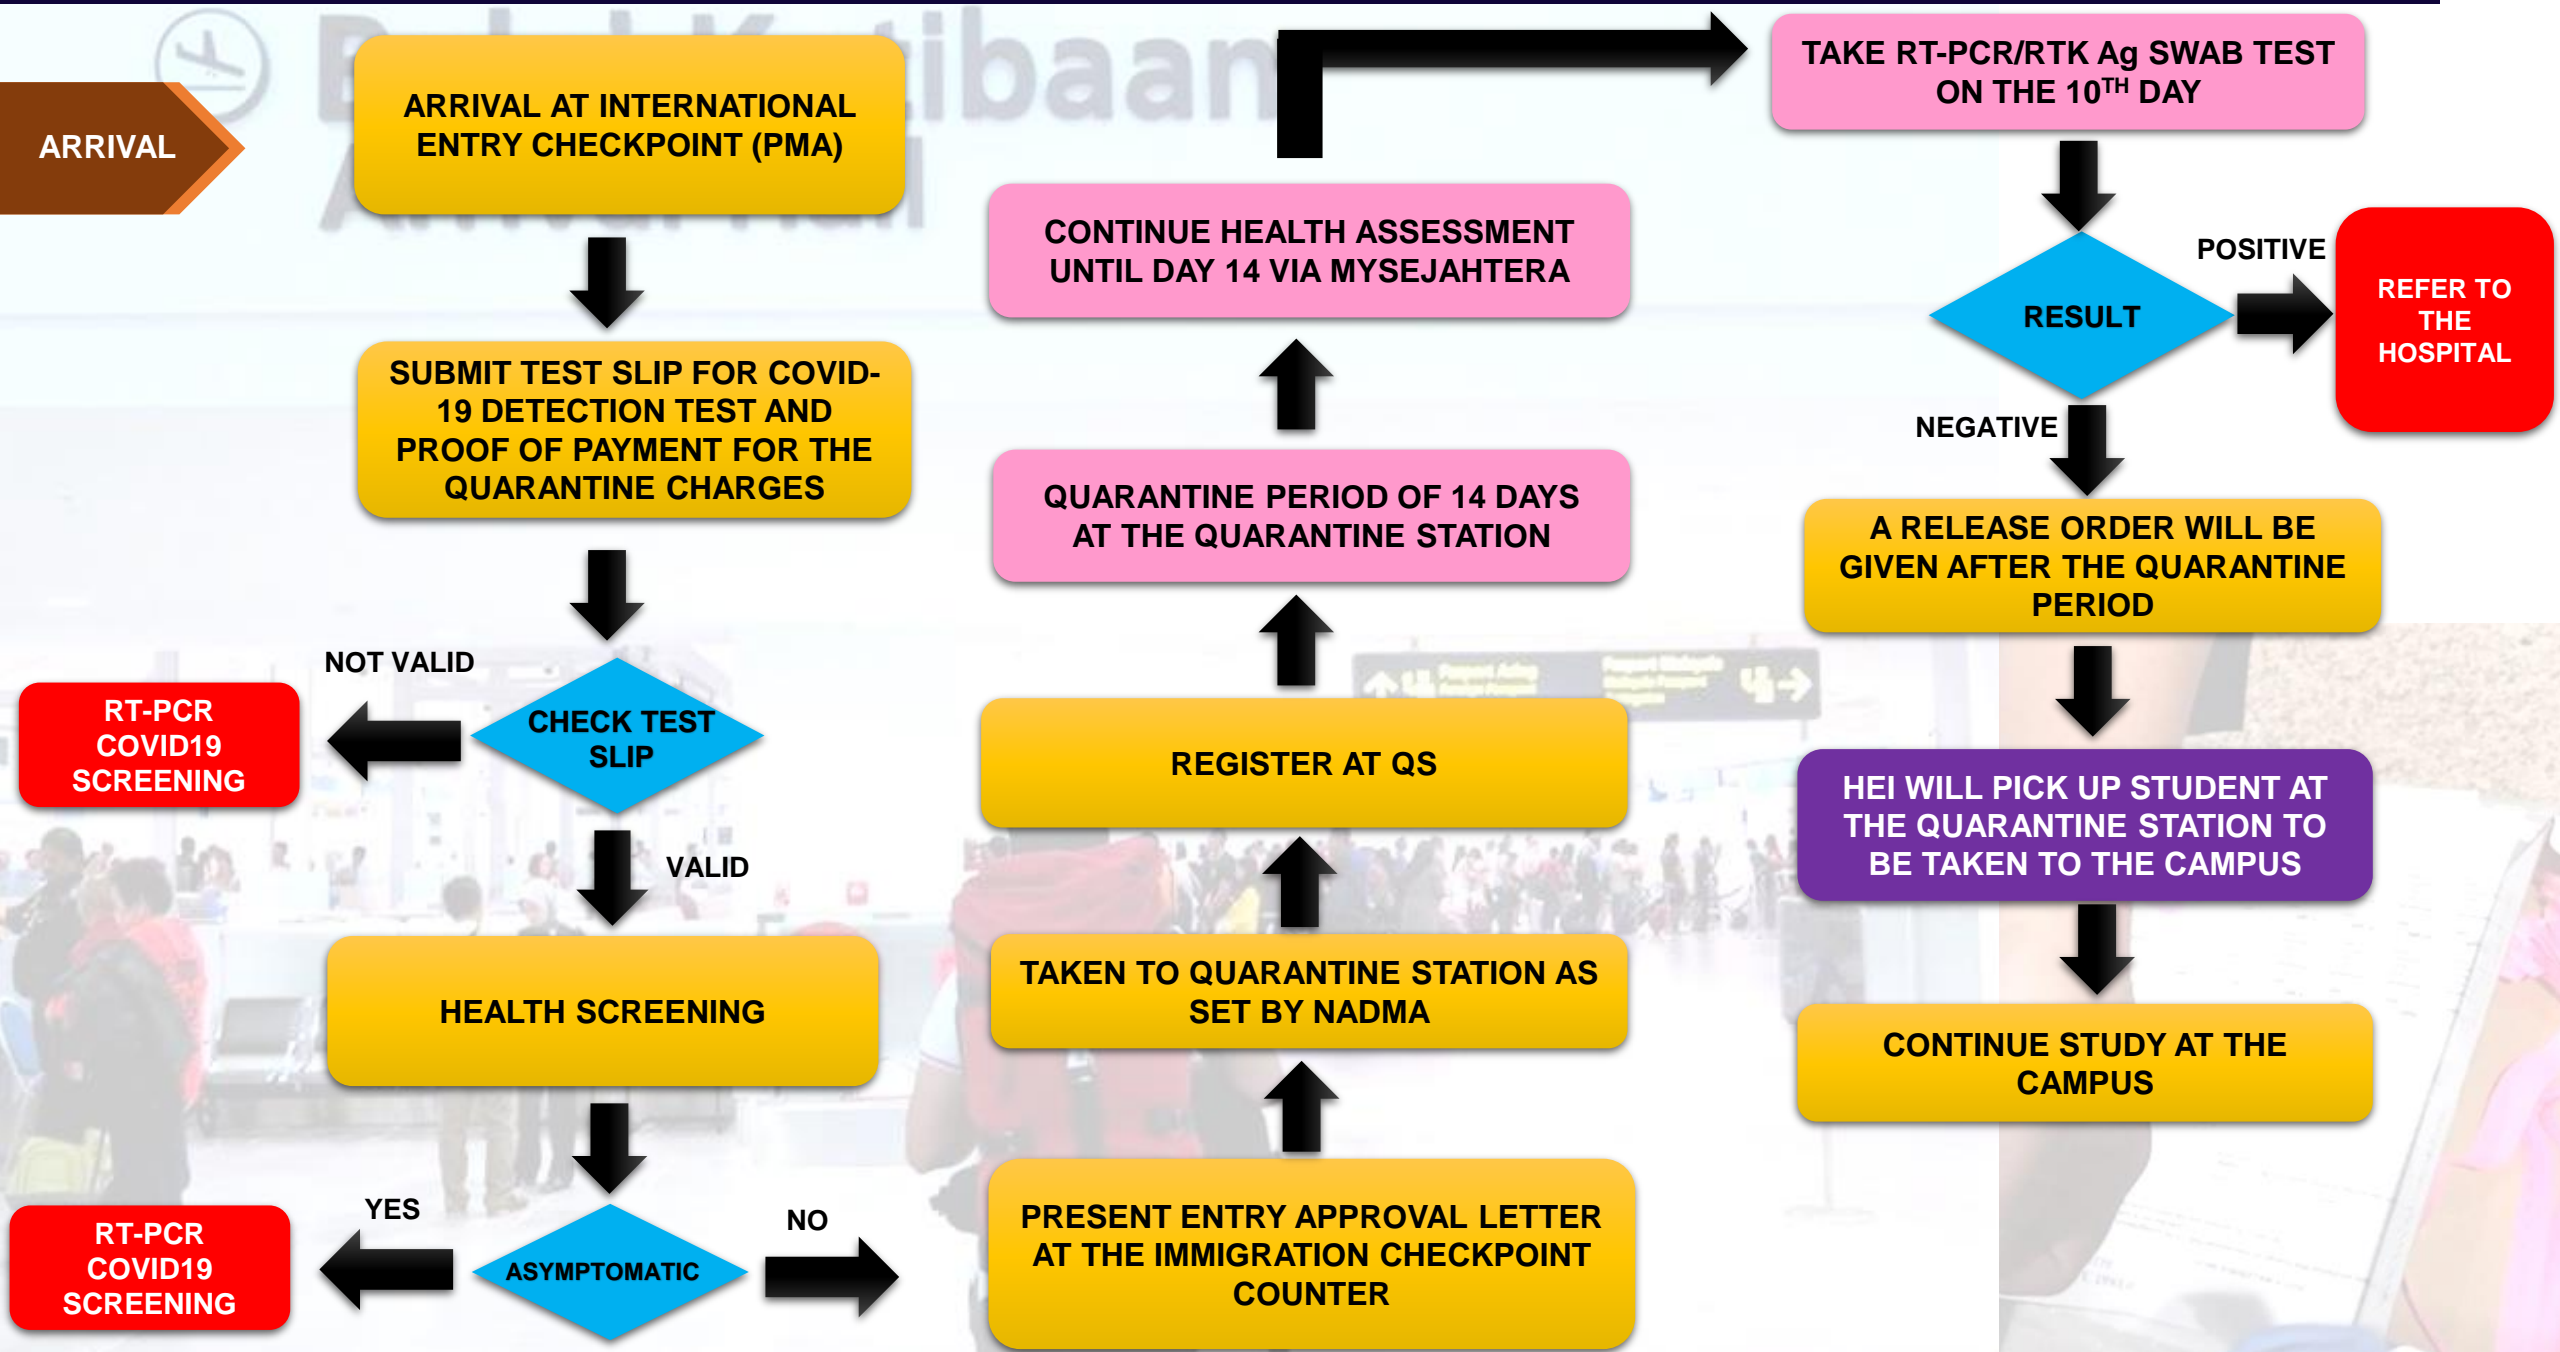 Arrival Hall
ARRIVAL
ARRIVAL AT INTERNATIONAL
ENTRY CHECKPOINT (PMA)
SUBMIT TEST SLIP FOR COVID-
19 DETECTION TEST AND
PROOF OF PAYMENT FOR THE
QUARANTINE CHARGES
NOT VALID
RT-PCR
COVID19
SCREENING
CHECK TEST
SLIP
VALID
HEALTH SCREENING
YES
RT-PCR
COVID19
SCREENING
ASYMPTOMATIC
NO
PRESENT ENTRY APPROVAL LETTER
AT THE IMMIGRATION CHECKPOINT
COUNTER
TAKEN TO QUARANTINE STATION AS
SET BY NADMA
REGISTER AT QS
QUARANTINE PERIOD OF 14 DAYS
AT THE QUARANTINE STATION
CONTINUE HEALTH ASSESSMENT
UNTIL DAY 14 VIA MYSEJAHTERA
TAKE RT-PCR/RTK Ag SWAB TEST
ON THE 10TH DAY
RESULT
POSITIVE
REFER TO
THE
HOSPITAL
NEGATIVE
A RELEASE ORDER WILL BE
GIVEN AFTER THE QUARANTINE
PERIOD
HEI WILL PICK UP STUDENT AT
THE QUARANTINE STATION TO
BE TAKEN TO THE CAMPUS
CONTINUE STUDY AT THE
CAMPUS